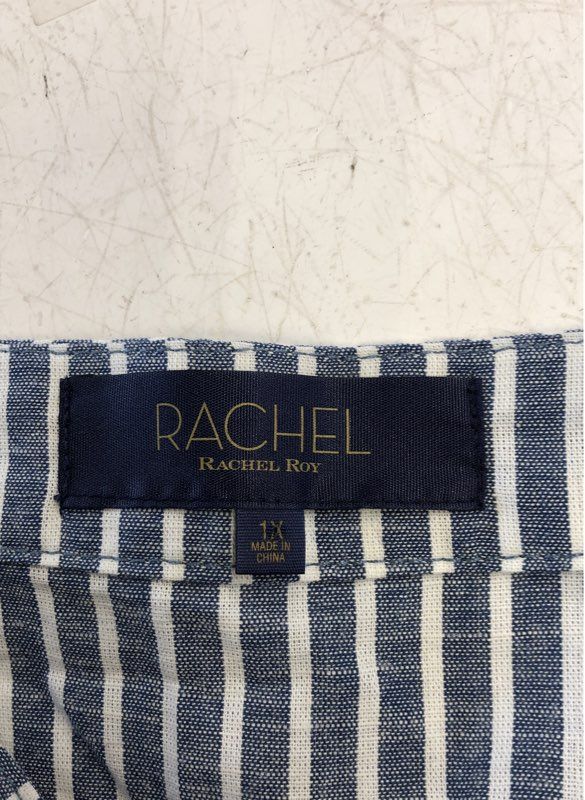 RACHEL
RACHEL ROY
1X
MADE IN
CHINA